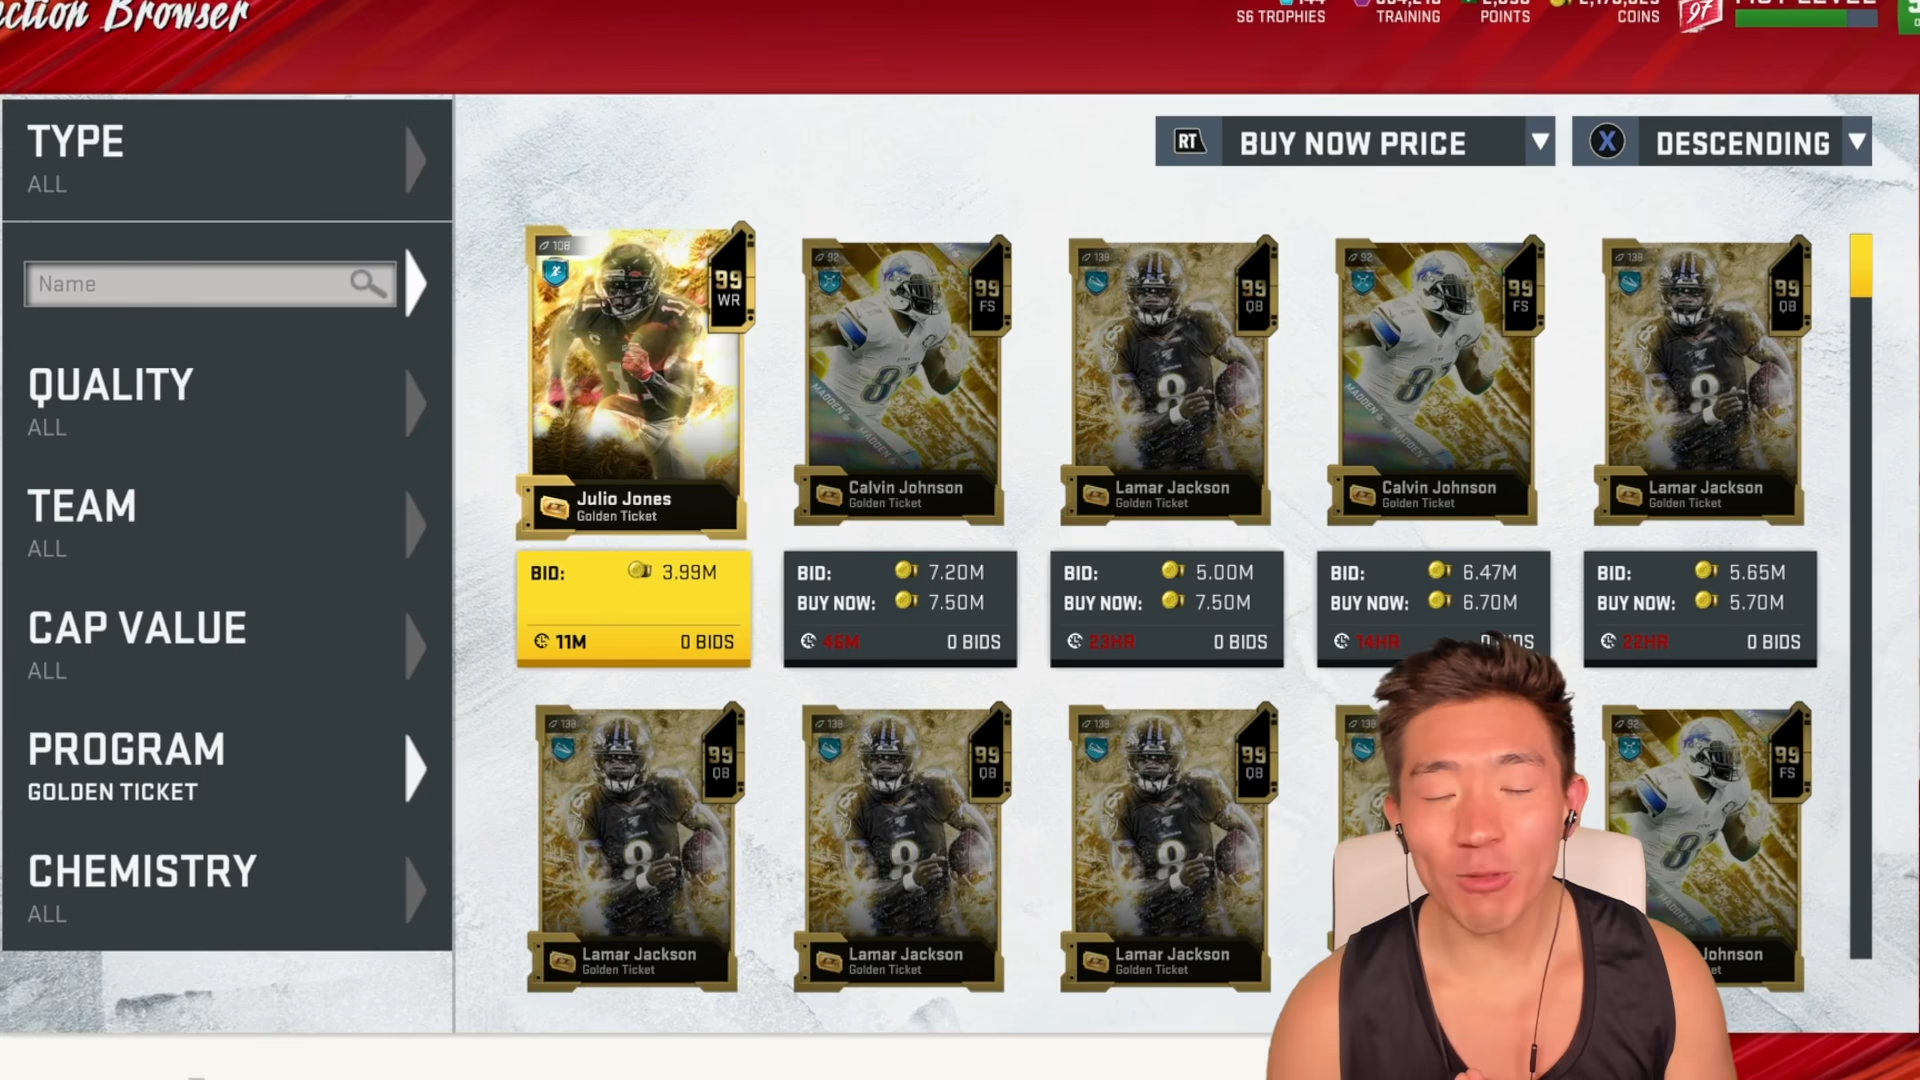 ction Browser
S6 TROPHIES
TRAINING
POINTS
COINS
97
TYPE
ALL
Name
QUALITY
ALL
TEAM
ALL
CAP VALUE
ALL
PROGRAM
GOLDEN TICKET
CHEMISTRY
ALL
RT BUY NOW PRICE
X DESCENDING
108
99
WR
Julio Jones
Golden Ticket
BID: 3.99M
11M 0 BIDS
92
99
FS
Calvin Johnson
Golden Ticket
BID: 7.20M
BUY NOW: 7.50M
46M 0 BIDS
138
99
QB
Lamar Jackson
Golden Ticket
BID: 5.00M
BUY NOW: 7.50M
23HR 0 BIDS
92
99
FS
Calvin Johnson
Golden Ticket
BID: 6.47M
BUY NOW: 6.70M
14HR
138
99
QB
Lamar Jackson
Golden Ticket
BID: 5.65M
BUY NOW: 5.70M
22HR 0 BIDS
138
99
QB
Lamar Jackson
Golden Ticket
138
99
QB
Lamar Jackson
Golden Ticket
138
99
QB
Lamar Jackson
Golden Ticket
138
92
99
FS
Johnson